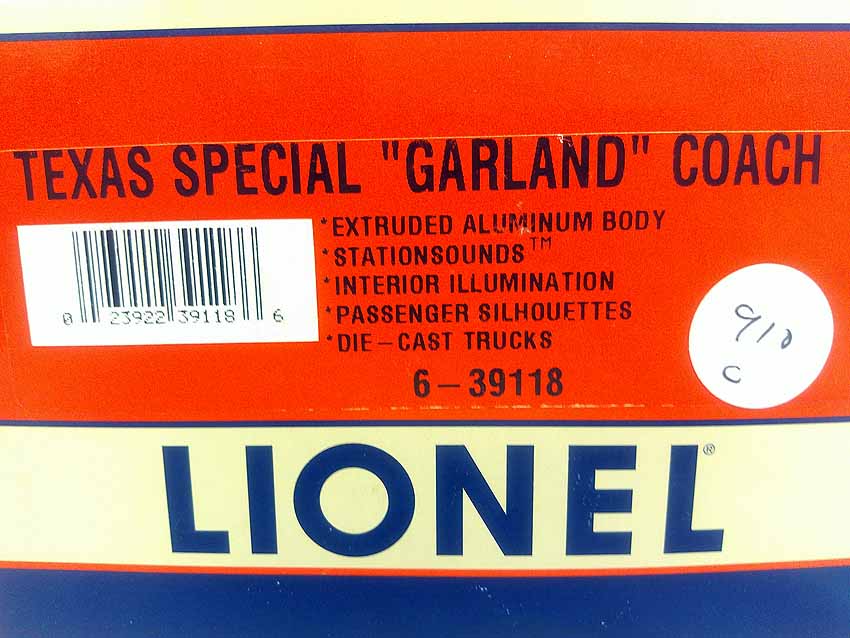 TEXAS SPECIAL "GARLAND" COACH
*EXTRUDED ALUMINUM BODY
*STATIONSOUNDS™
*INTERIOR ILLUMINATION
*PASSENGER SILHOUETTES
*DIE-CAST TRUCKS
6-39118
0 23922 39118 6
910
C
LIONEL®